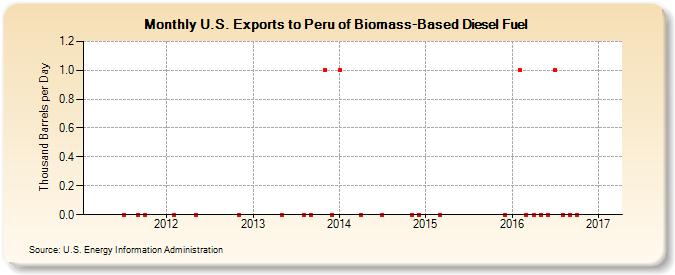 Monthly U.S. Exports to Peru of Biomass-Based Diesel Fuel
Thousand Barrels per Day
1.2
1.0
0.8
0.6
0.4
0.2
0.0
2012 2013 2014 2015 2016 2017
Source: U.S. Energy Information Administration